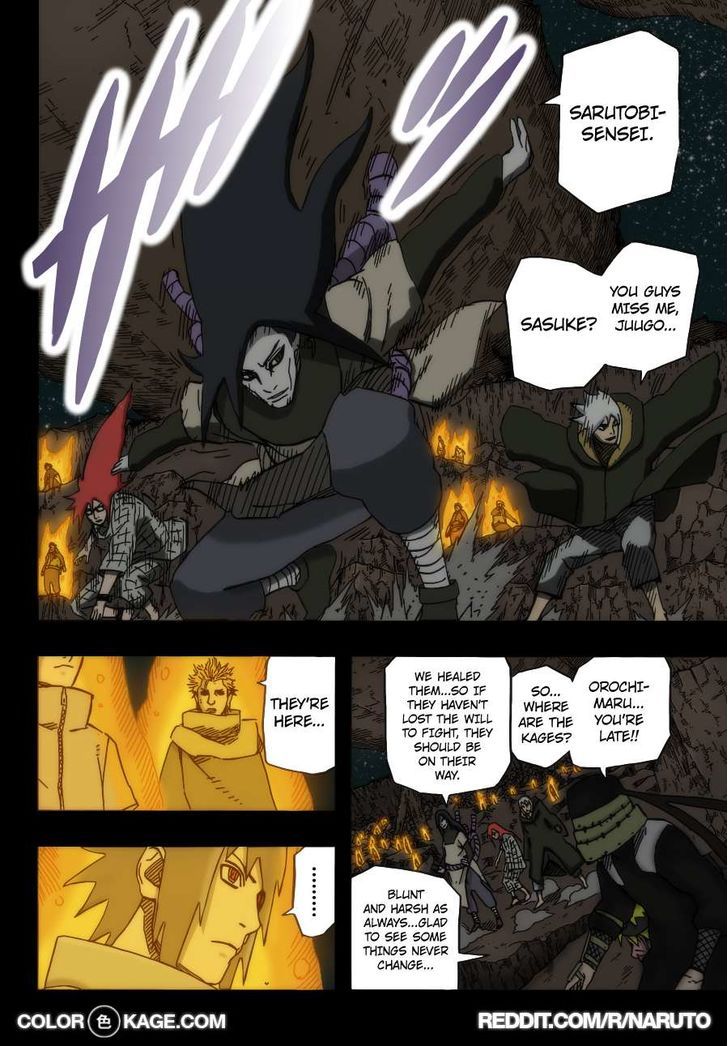 SARUTOBI-
SENSEI.
YOU GUYS
MISS ME,
JUUGO...
SASUKE?
THEY'RE
HERE...
OROCHI-
MARU...
YOU'RE
LATE!!
SO...
WHERE
ARE THE
KAGES?
WE HEALED
THEM...SO IF
THEY HAVEN'T
LOST THE WILL
TO FIGHT, THEY
SHOULD BE
ON THEIR
WAY.
BLUNT
AND HARSH AS
ALWAYS...GLAD
TO SEE SOME
THINGS NEVER
CHANGE...
.........
COLOR 色 KAGE.COM
REDDIT.COM/R/NARUTO